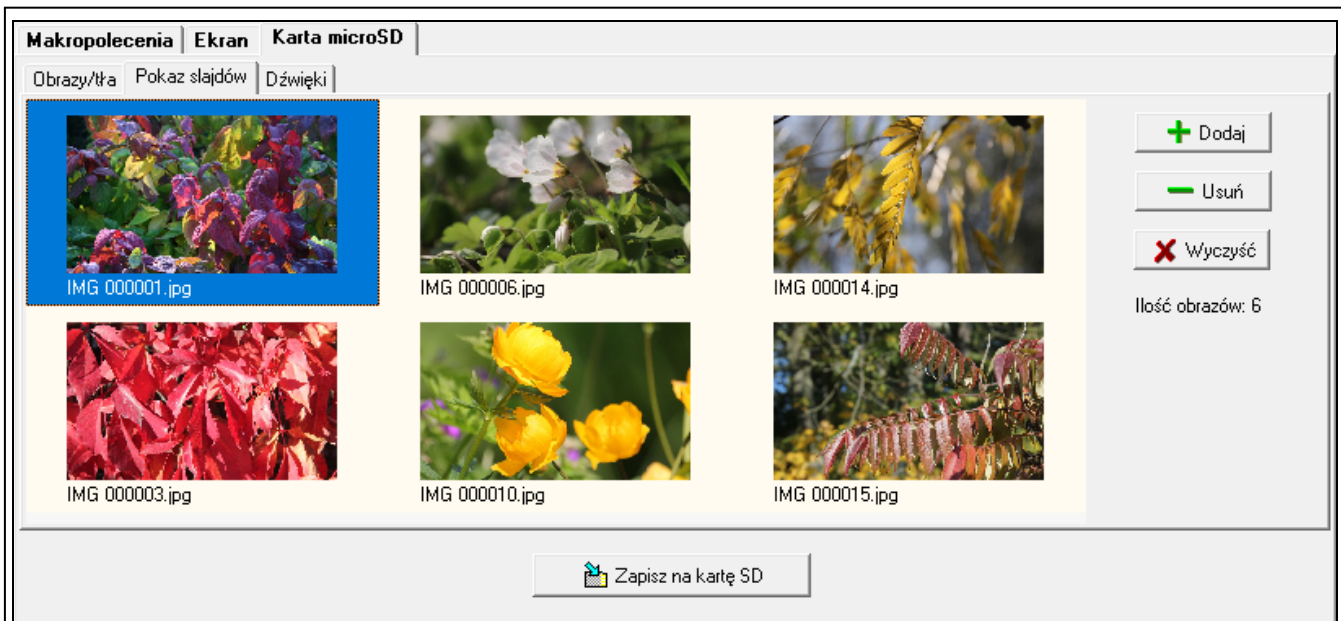 Makropolecenia Ekran Karta microSD
Obrazy/tła Pokaz slajdów Dźwięki
IMG 000001.jpg IMG 000006.jpg IMG 000014.jpg
IMG 000003.jpg IMG 000010.jpg IMG 000015.jpg
Dodaj
Usuń
Wyczyść
Ilość obrazów: 6
Zapisz na kartę SD